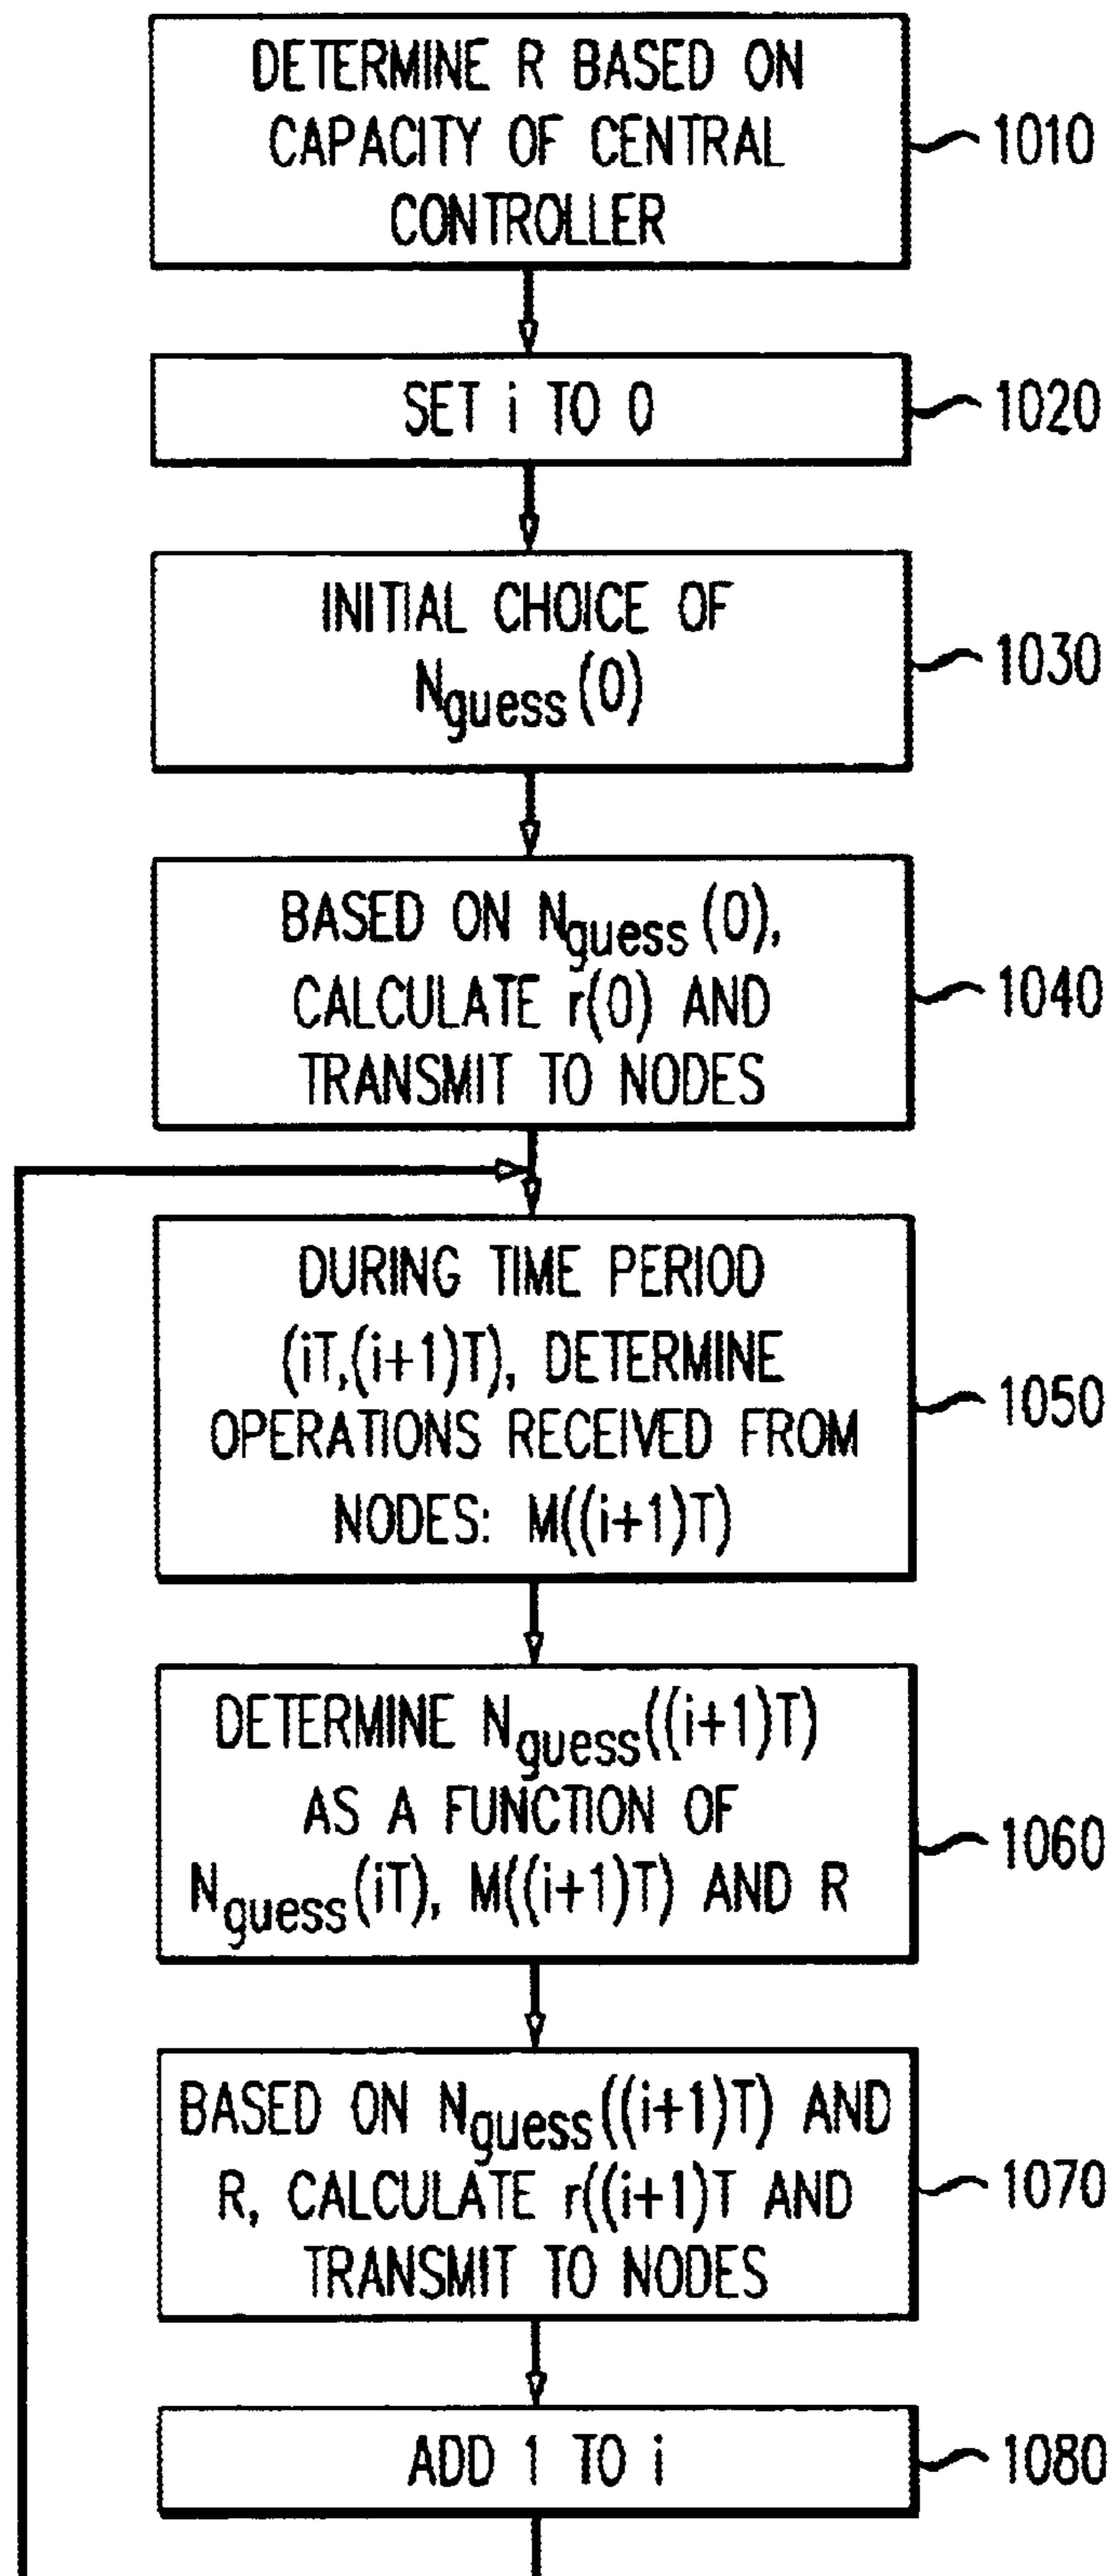 DETERMINE R BASED ON
CAPACITY OF CENTRAL
CONTROLLER
1010
SET i TO 0
1020
INITIAL CHOICE OF
Nguess(0)
1030
BASED ON Nguess(0),
CALCULATE r(0) AND
TRANSMIT TO NODES
1040
DURING TIME PERIOD
(iT,(i+1)T), DETERMINE
OPERATIONS RECEIVED FROM
NODES: M((i+1)T)
1050
DETERMINE Nguess((i+1)T)
AS A FUNCTION OF
Nguess(iT), M((i+1)T) AND R
1060
BASED ON Nguess((i+1)T) AND
R, CALCULATE r((i+1)T AND
TRANSMIT TO NODES
1070
ADD 1 TO i
1080